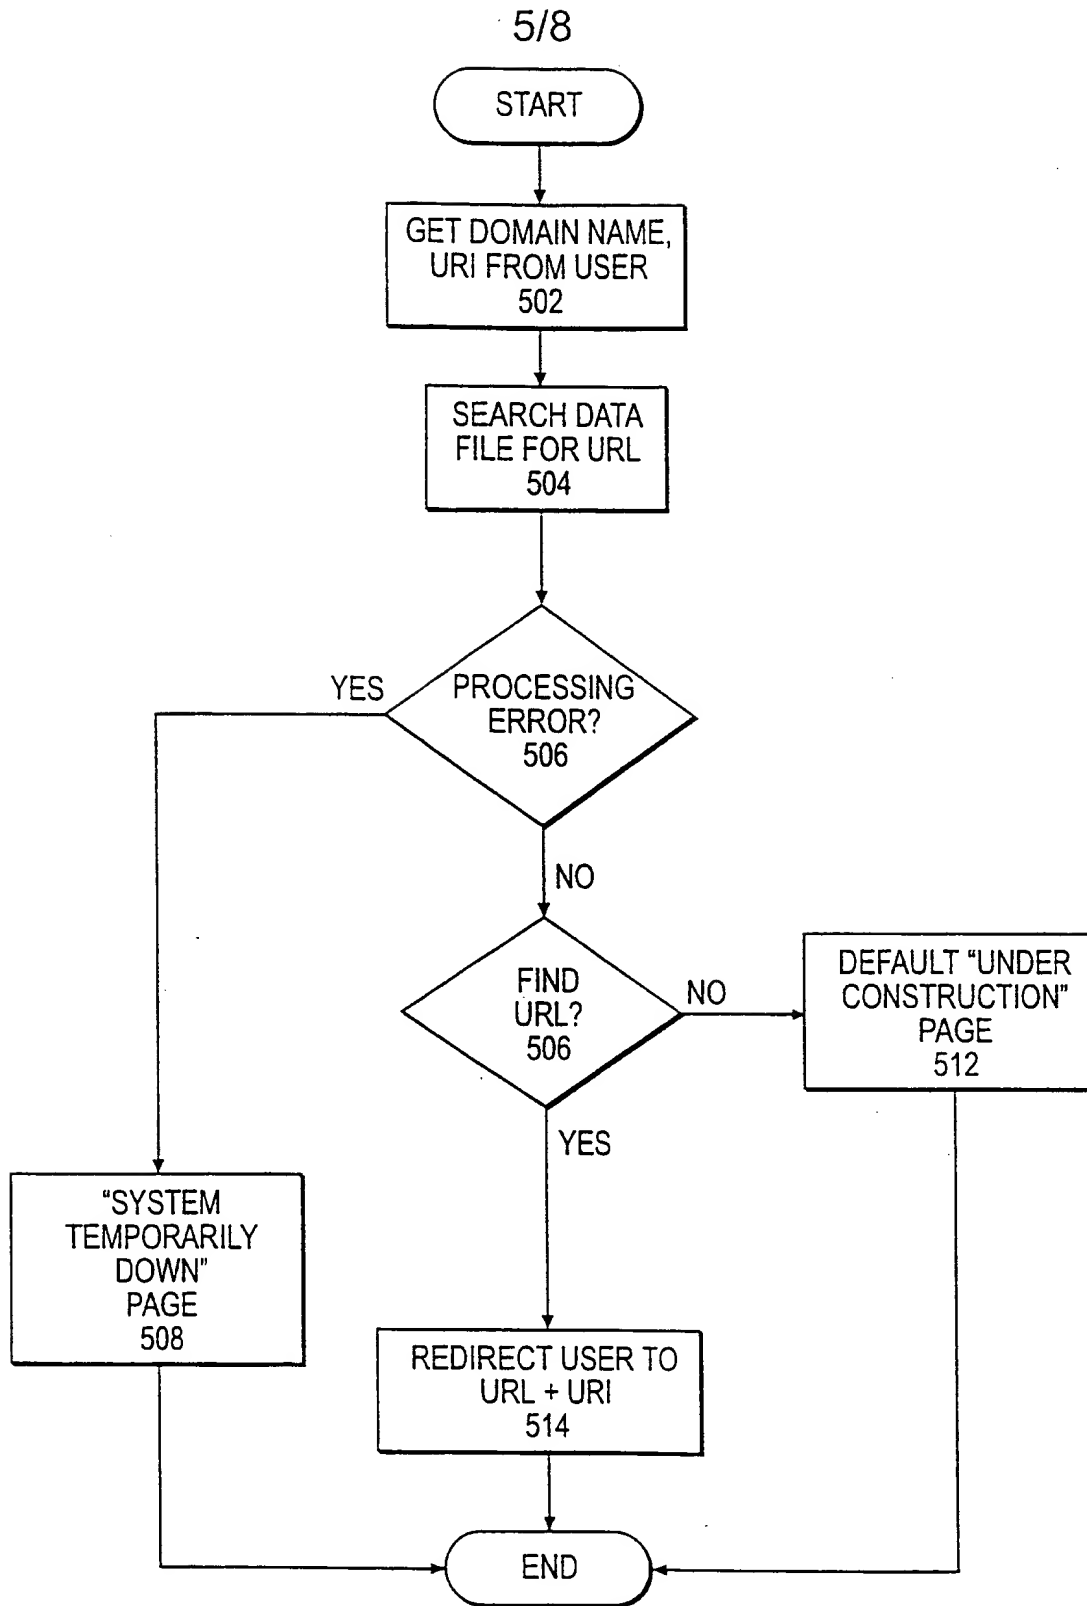 5/8
START
GET DOMAIN NAME,
URI FROM USER
502
SEARCH DATA
FILE FOR URL
504
YES
PROCESSING
ERROR?
506
NO
FIND
URL?
506
NO
DEFAULT “UNDER
CONSTRUCTION”
PAGE
512
YES
“SYSTEM
TEMPORARILY
DOWN”
PAGE
508
REDIRECT USER TO
URL + URI
514
END